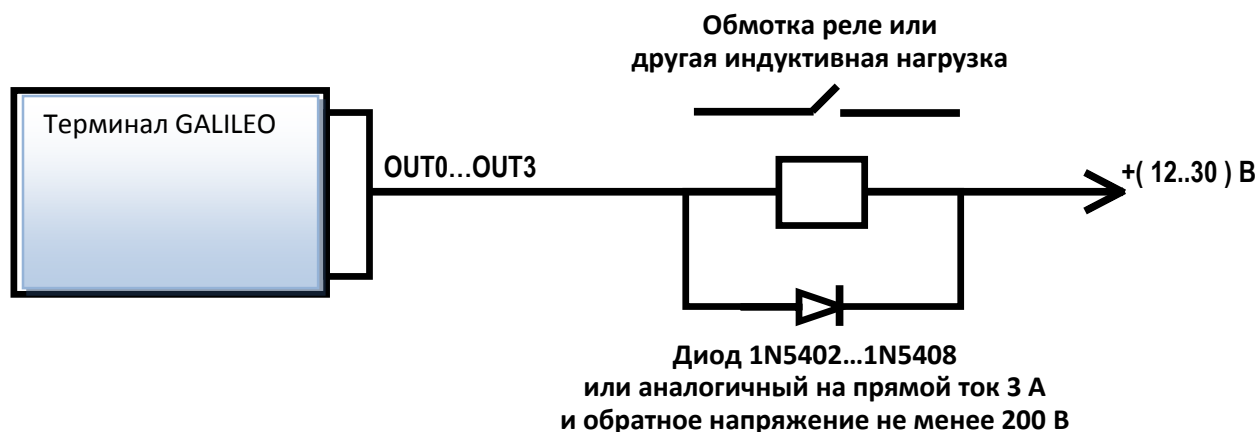 Обмотка реле или
другая индуктивная нагрузка
Терминал GALILEO
OUT0...OUT3
+( 12..30 ) В
Диод 1N5402...1N5408
или аналогичный на прямой ток 3 А
и обратное напряжение не менее 200 В